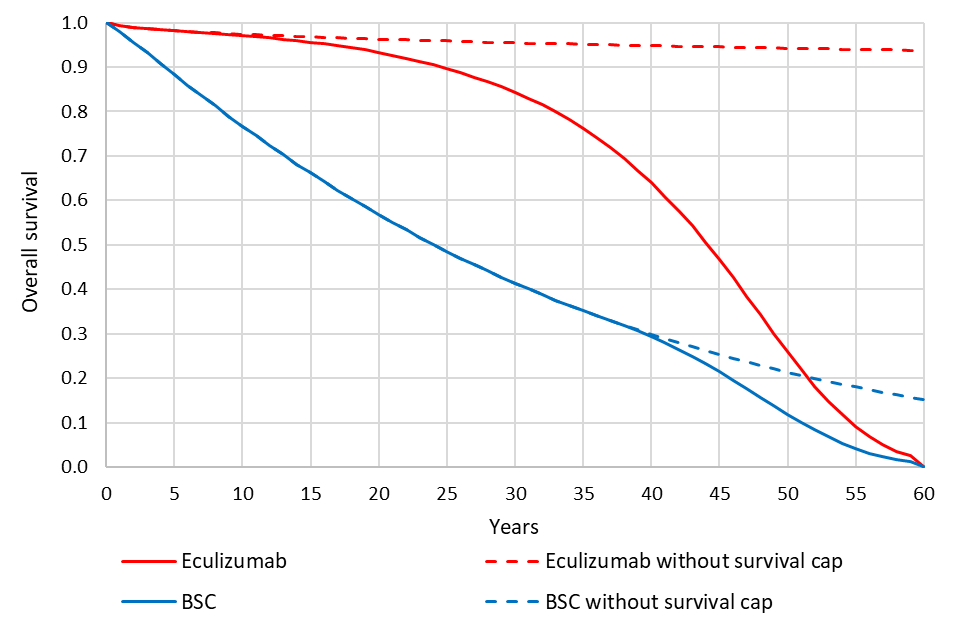 1.0
0.9
0.8
0.7
0.6
0.5
0.4
0.3
0.2
0.1
0.0
Overall survival
0 5 10 15 20 25 30 35 40 45 50 55 60
Years
Eculizumab
Eculizumab without survival cap
BSC
BSC without survival cap